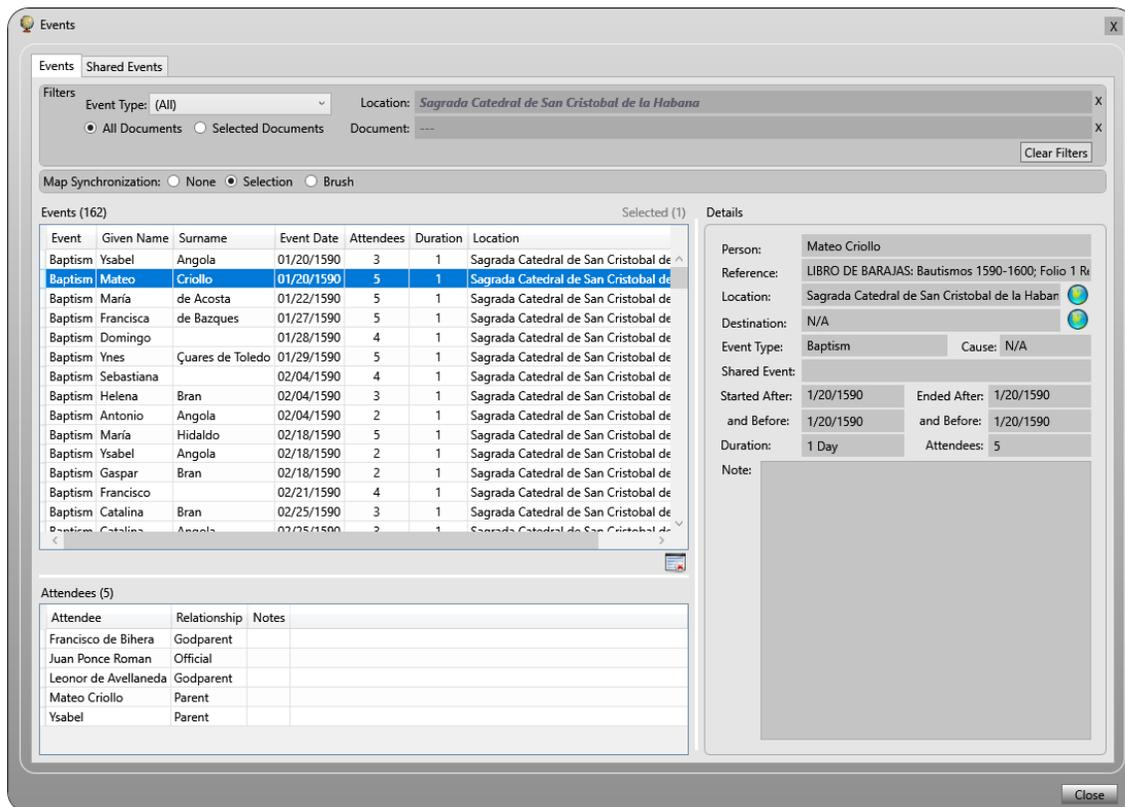 Events
X
Events Shared Events
Filters
Event Type: (All) Location: Sagrada Catedral de San Cristobal de la Habana X
All Documents Selected Documents Document: --- X
Clear Filters
Map Synchronization: None Selection Brush
Events (162) Selected (1)
Event Given Name Surname Event Date Attendees Duration Location
Baptism Ysabel Angola 01/20/1590 3 1 Sagrada Catedral de San Cristobal de
Baptism Mateo Criollo 01/20/1590 5 1 Sagrada Catedral de San Cristobal de
Baptism María de Acosta 01/22/1590 5 1 Sagrada Catedral de San Cristobal de
Baptism Francisca de Bazques 01/27/1590 5 1 Sagrada Catedral de San Cristobal de
Baptism Domingo 01/28/1590 4 1 Sagrada Catedral de San Cristobal de
Baptism Ynes Çuares de Toledo 01/29/1590 5 1 Sagrada Catedral de San Cristobal de
Baptism Sebastiana 02/04/1590 4 1 Sagrada Catedral de San Cristobal de
Baptism Helena Bran 02/04/1590 3 1 Sagrada Catedral de San Cristobal de
Baptism Antonio Angola 02/04/1590 2 1 Sagrada Catedral de San Cristobal de
Baptism María Hidaldo 02/18/1590 5 1 Sagrada Catedral de San Cristobal de
Baptism Ysabel Angola 02/18/1590 2 1 Sagrada Catedral de San Cristobal de
Baptism Gaspar Bran 02/18/1590 2 1 Sagrada Catedral de San Cristobal de
Baptism Francisco 02/21/1590 4 1 Sagrada Catedral de San Cristobal de
Baptism Catalina Bran 02/25/1590 3 1 Sagrada Catedral de San Cristobal de
Baptism Catalina Angola 02/25/1590 3 1 Sagrada Catedral de San Cristobal de
Attendees (5)
Attendee Relationship Notes
Francisco de Bihera Godparent
Juan Ponce Roman Official
Leonor de Avellaneda Godparent
Mateo Criollo Parent
Ysabel Parent
Details
Person: Mateo Criollo
Reference: LIBRO DE BARAJAS: Bautismos 1590-1600; Folio 1 Re
Location: Sagrada Catedral de San Cristobal de la Haban
Destination: N/A
Event Type: Baptism Cause: N/A
Shared Event:
Started After: 1/20/1590 Ended After: 1/20/1590
and Before: 1/20/1590 and Before: 1/20/1590
Duration: 1 Day Attendees: 5
Note:
Close